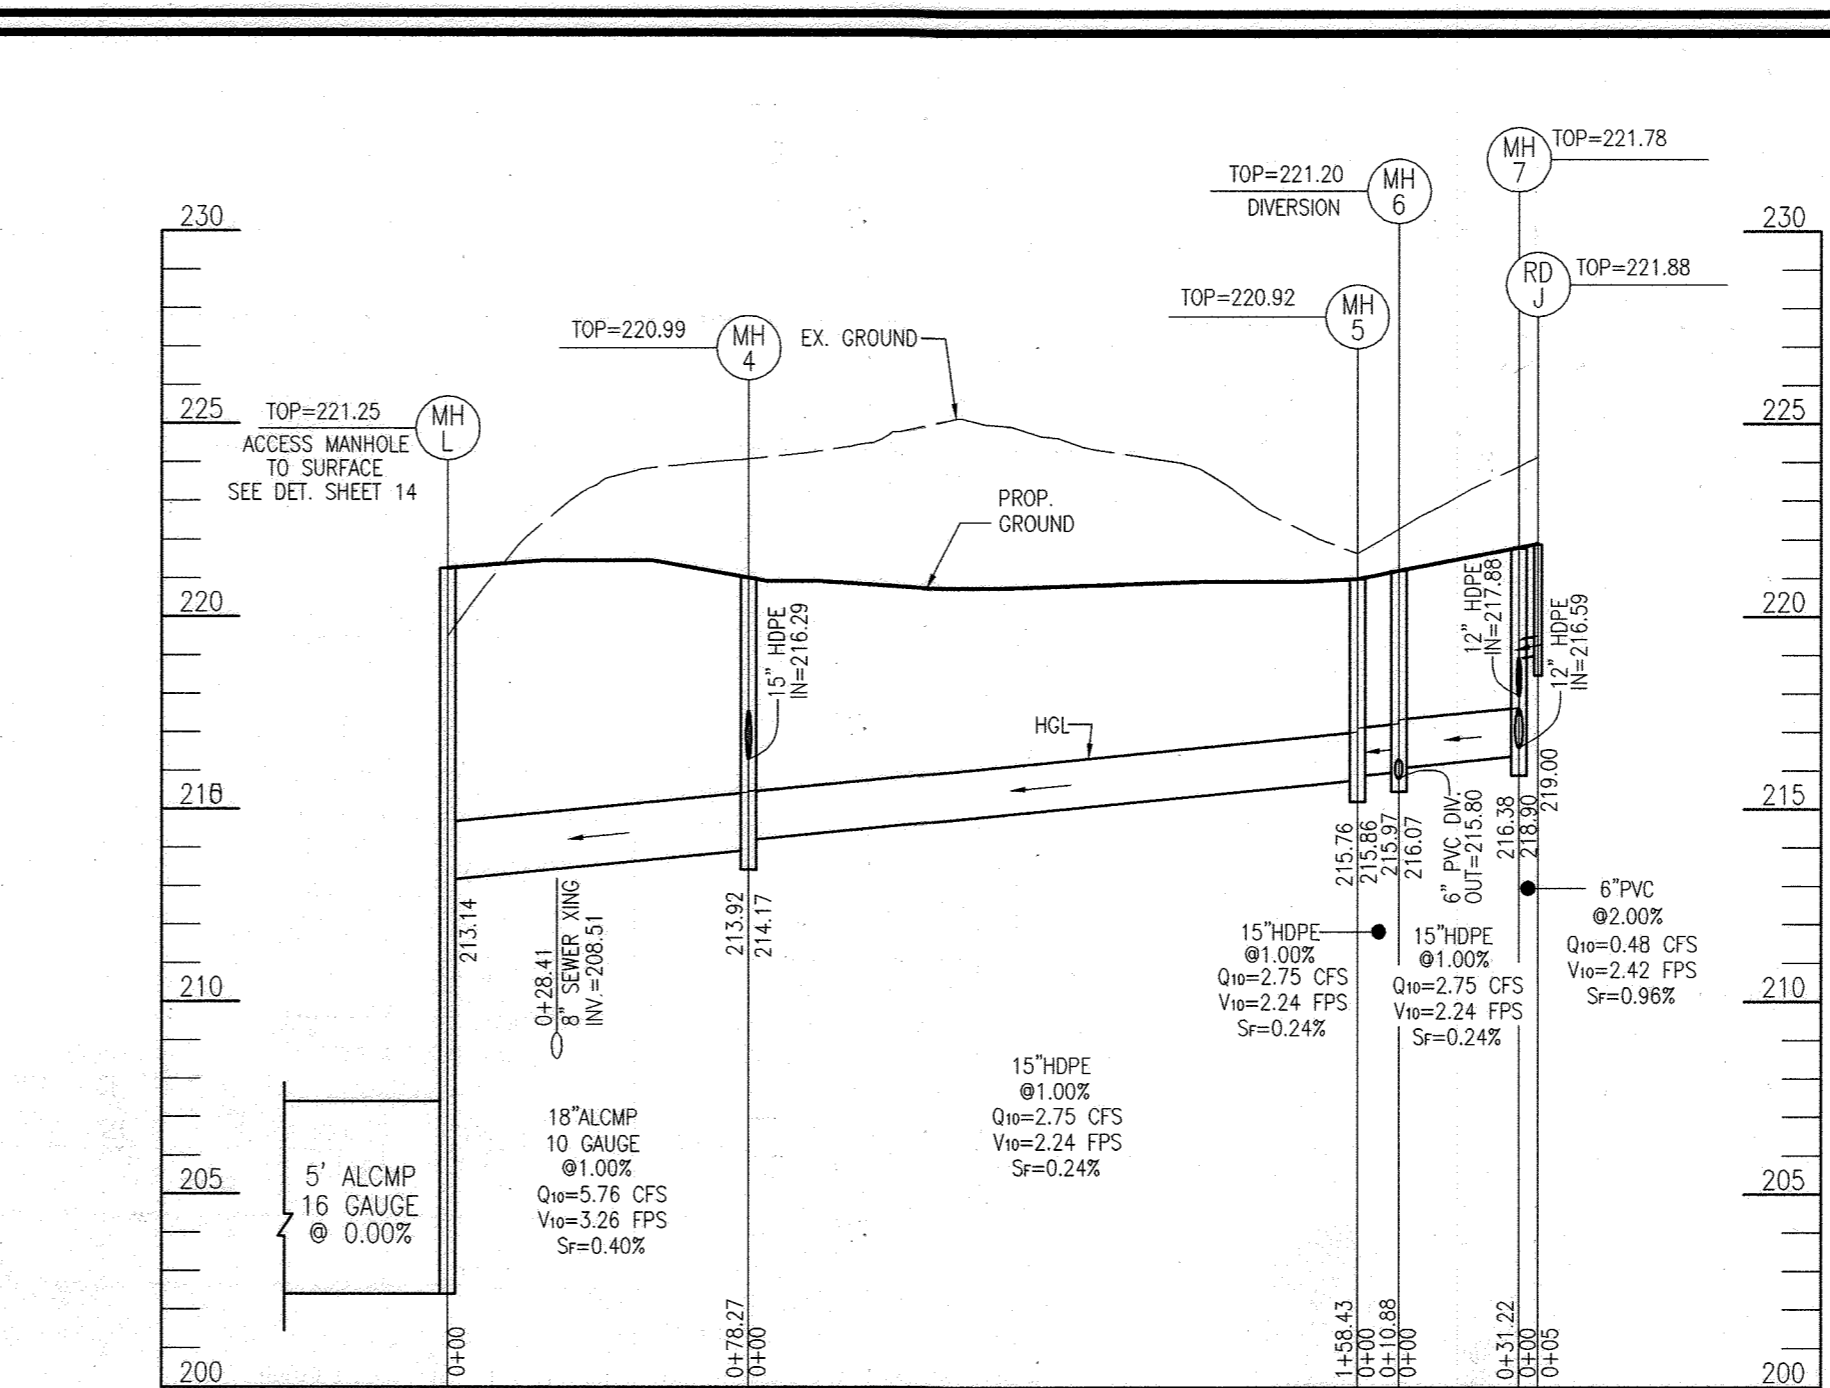 MH
7
TOP=221.78
TOP=221.20
DIVERSION
MH
6
230
230
RD
J
TOP=221.88
TOP=220.92
MH
5
TOP=220.99
MH
4
EX. GROUND
225
225
TOP=221.25
MH
L
ACCESS MANHOLE
TO SURFACE
SEE DET. SHEET 14
PROP.
GROUND
220
220
15" HDPE
IN=216.29
12" HDPE
IN=217.88
12" HDPE
IN=216.59
HGL
215
215
213.14
0+28.41
8" SEWER XING
INV.=208.51
213.92
214.17
215.76
215.86
215.97
216.07
6" PVC DIV.
OUT=215.80
216.38
218.90
219.00
6"PVC
@2.00%
Q10=0.48 CFS
V10=2.42 FPS
SF=0.96%
15"HDPE
@1.00%
Q10=2.75 CFS
V10=2.24 FPS
SF=0.24%
15"HDPE
@1.00%
Q10=2.75 CFS
V10=2.24 FPS
SF=0.24%
210
210
15"HDPE
@1.00%
Q10=2.75 CFS
V10=2.24 FPS
SF=0.24%
18"ALCMP
10 GAUGE
@1.00%
Q10=5.76 CFS
V10=3.26 FPS
SF=0.40%
5' ALCMP
16 GAUGE
@ 0.00%
205
205
200
200
0+00
0+78.27
0+00
1+58.43
0+00
0+10.88
0+00
0+31.22
0+00
0+05